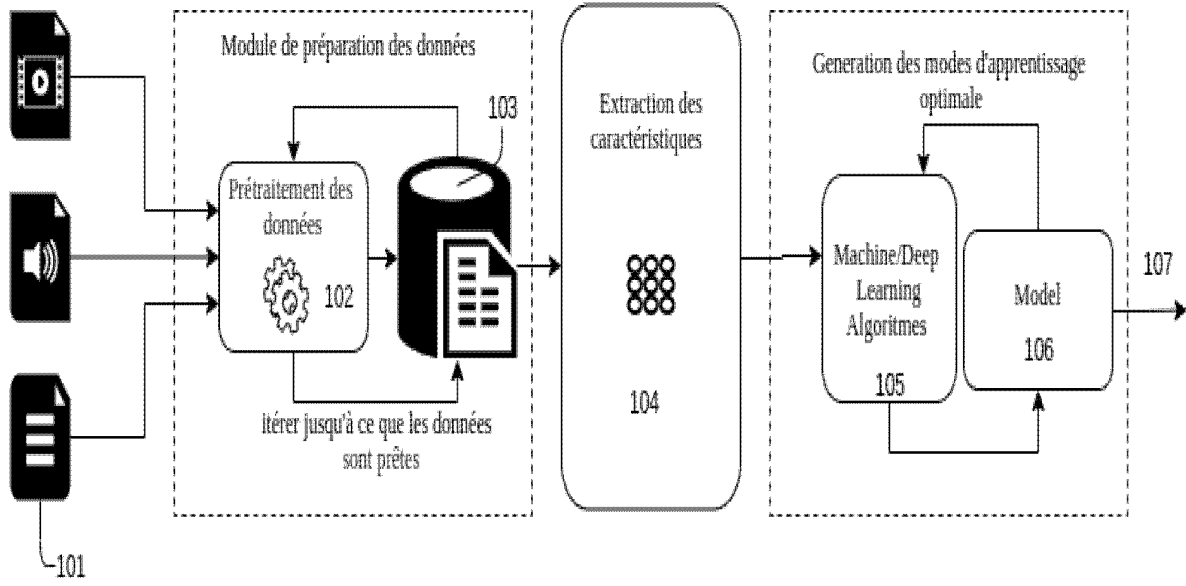 Module de préparation des données
103
Prétraitement des
données
102
itérer jusqu'à ce que les données
sont prêtes
101
Extraction des
caractéristiques
104
Generation des modes d'apprentissage
optimale
Machine/Deep
Learning
Algoritmes
105
Model
106
107